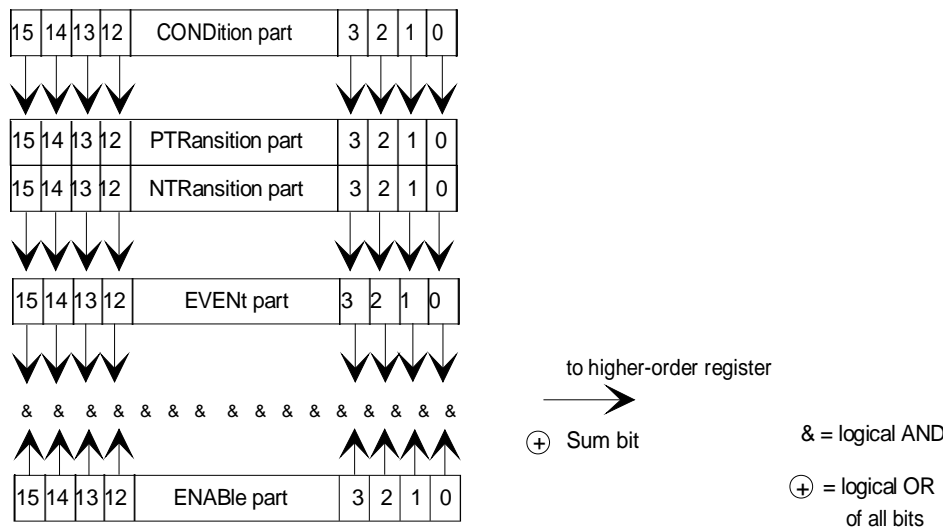 15 14 13 12 CONDition part 3 2 1 0
15 14 13 12 PTRansition part 3 2 1 0
15 14 13 12 NTRansition part 3 2 1 0
15 14 13 12 EVENt part 3 2 1 0
to higher-order register
& & & & & & & & & & & & & & & &
+ Sum bit
& = logical AND
15 14 13 12 ENABle part 3 2 1 0
+ = logical OR
of all bits